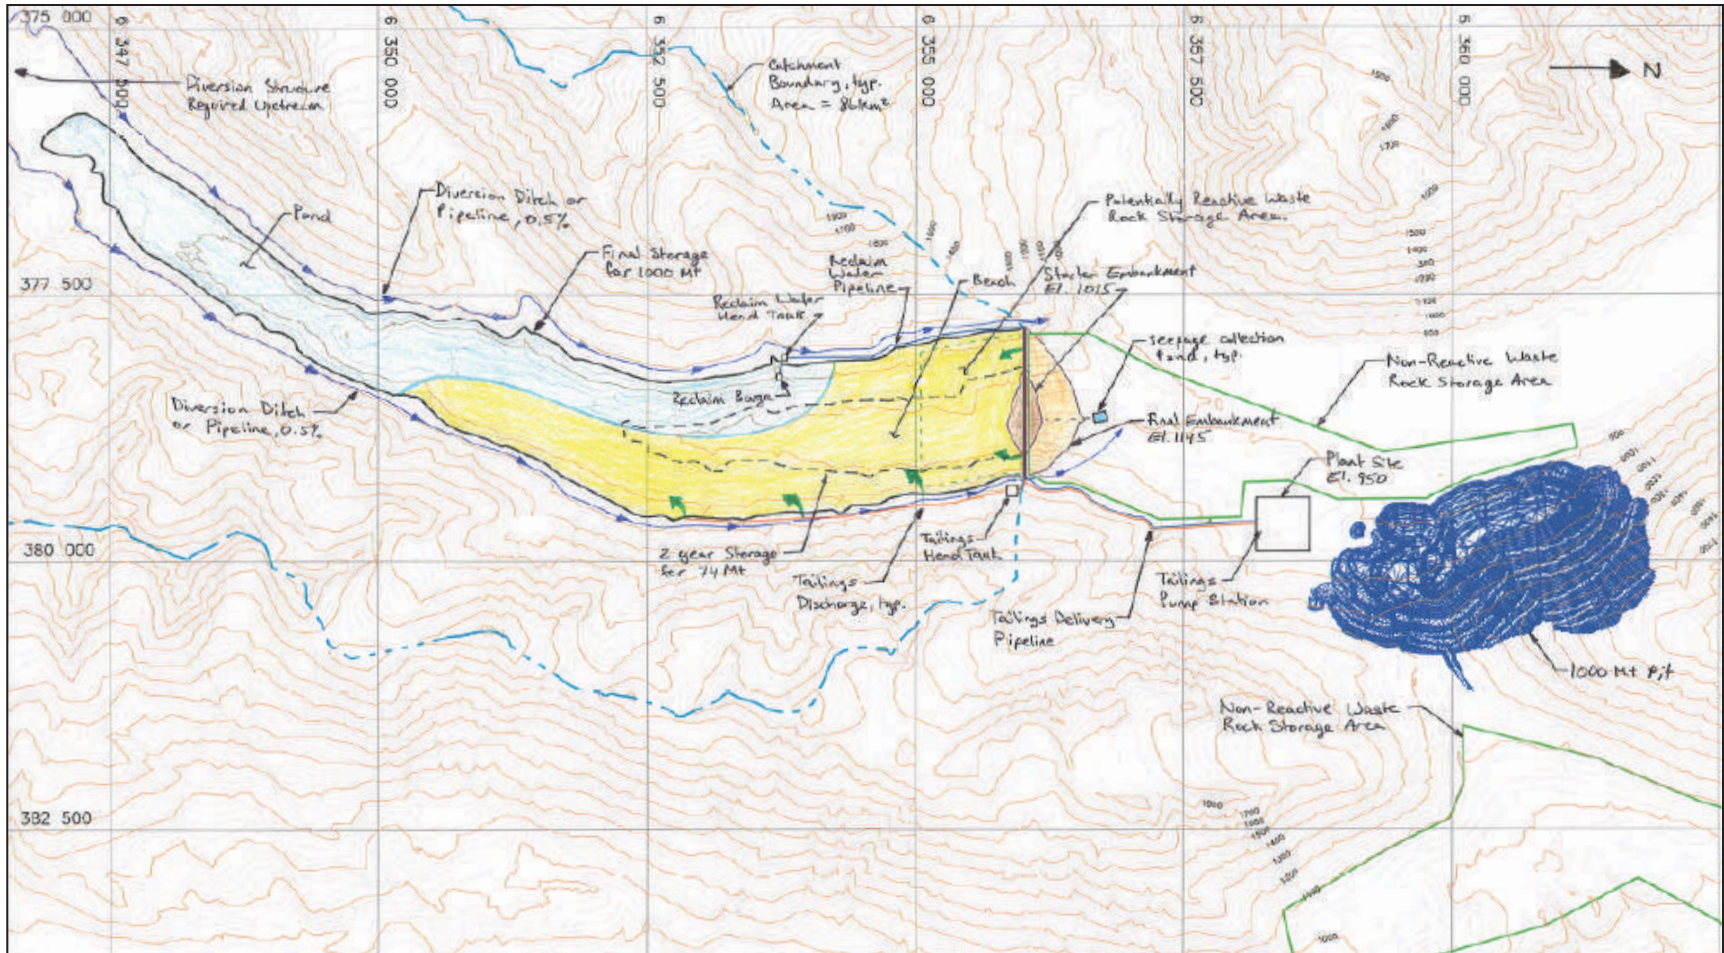 375 000
6 347 500
6 350 000
6 352 500
6 355 000
6 357 500
6 360 000
N
Diversion Structure
Required Upstream
Catchment
Boundary, typ.
Area = 86km²
Pond
Diversion Ditch or
Pipeline, 0.5%
Final Storage
for 1000 Mt
Reclaim
Water
Pipeline
Reclaim Water
Head Tank
Beach
Potentially Reactive Waste
Rock Storage Area.
Starter Embankment
El. 1015
377 500
Seepage Collection
Pond, typ.
Non-Reactive Waste
Rock Storage Area
Reclaim Barge
Diversion Ditch
or Pipeline, 0.5%
Final Embankment
El. 1145
Plant Site
El. 950
380 000
2 year Storage
for 74 Mt
Tailings
Head Tank
Tailings
Discharge, typ.
Tailings Delivery
Pipeline
Tailings
Pump Station
1000 Mt Pit
Non-Reactive Waste
Rock Storage Area
382 500